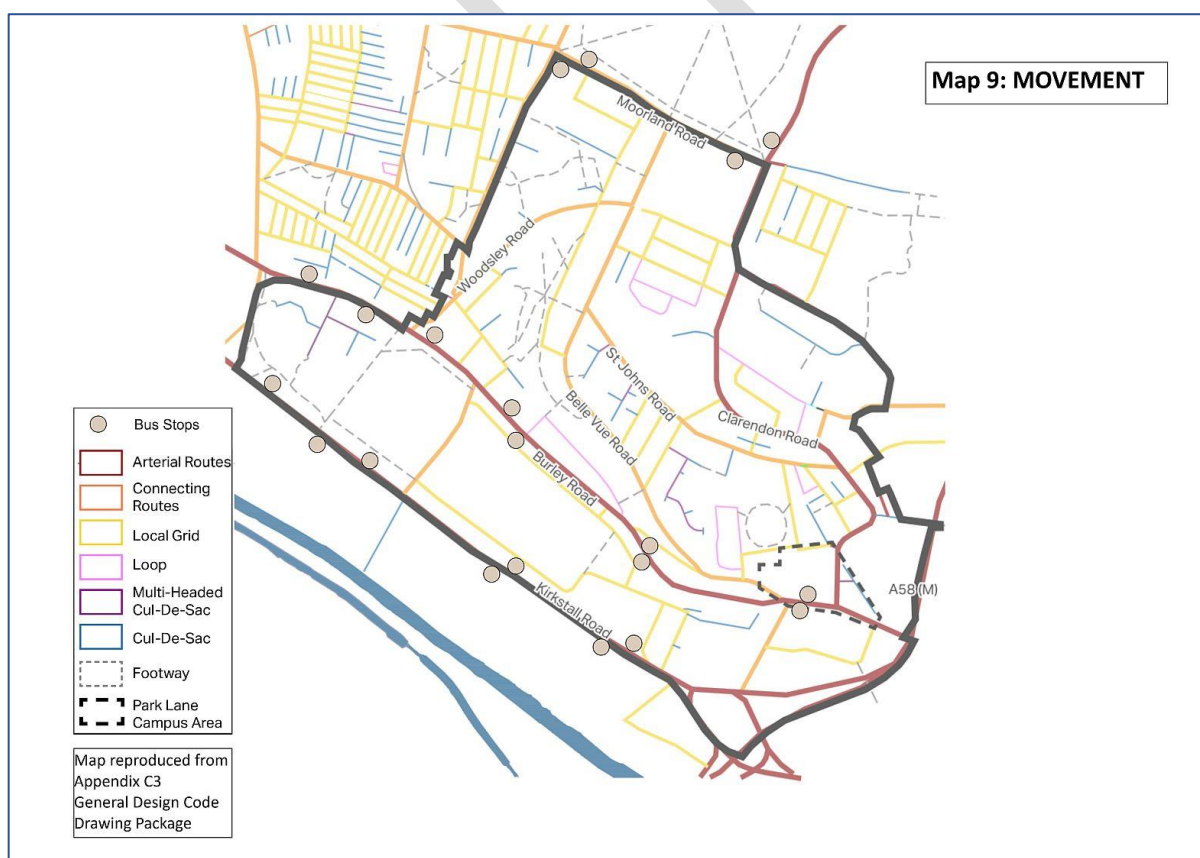 Map 9: MOVEMENT
Moorland Road
Woodsley Road
St Johns Road
Belle Vue Road
Clarendon Road
Burley Road
Kirkstall Road
A58 (M)
Bus Stops
Arterial Routes
Connecting
Routes
Local Grid
Loop
Multi-Headed
Cul-De-Sac
Cul-De-Sac
Footway
Park Lane
Campus Area
Map reproduced from
Appendix C3
General Design Code
Drawing Package